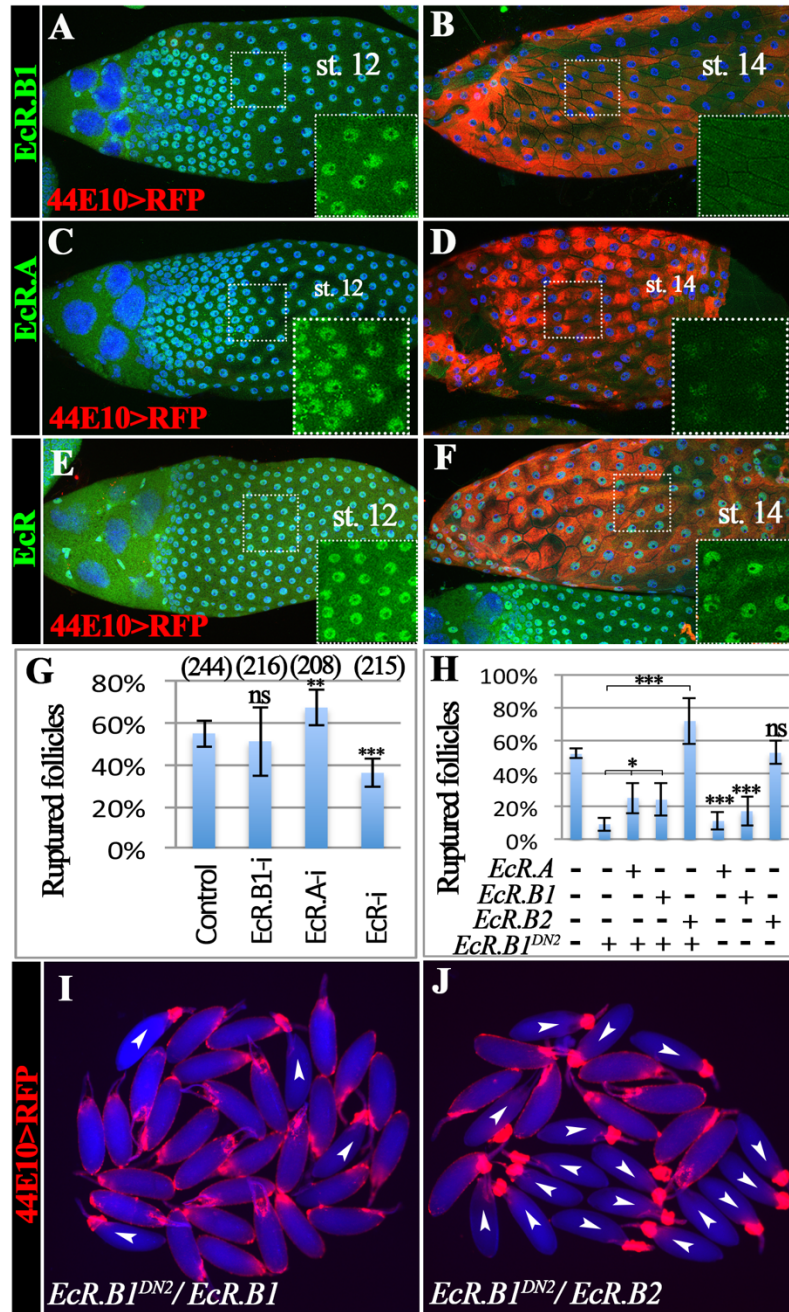 A
EcR.B1
st. 12
44E10>RFP
B
st. 14
C
EcR.A
st. 12
44E10>RFP
D
st. 14
E
EcR
st. 12
44E10>RFP
F
st. 14
G
(244) (216) (208) (215)
80%
60%
40%
20%
0%
Ruptured follicles
ns
**
***
Control
EcR.B1-i
EcR.A-i
EcR-i
H
100%
80%
60%
40%
20%
0%
Ruptured follicles
***
*
*** *** ns
EcR.A - - + - - + - -
EcR.B1 - - - + - - + -
EcR.B2 - - - - + - - +
EcR.B1DN2 - + + + + - - -
44E10>RFP
I
EcR.B1DN2/EcR.B1
J
EcR.B1DN2/EcR.B2